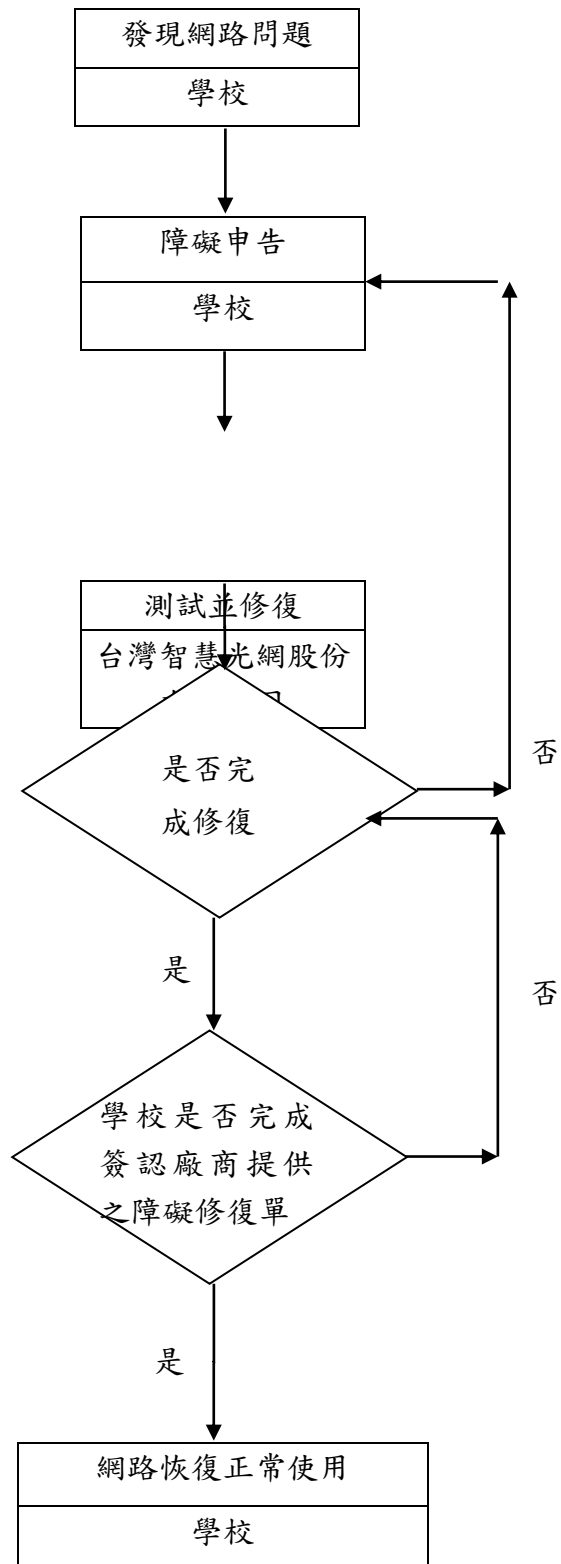 發現網路問題
學校
障礙申告
學校
測試並修復
台灣智慧光網股份
是否完
成修復
否
是
否
學校是否完成
簽認廠商提供
之障礙修復單
是
網路恢復正常使用
學校